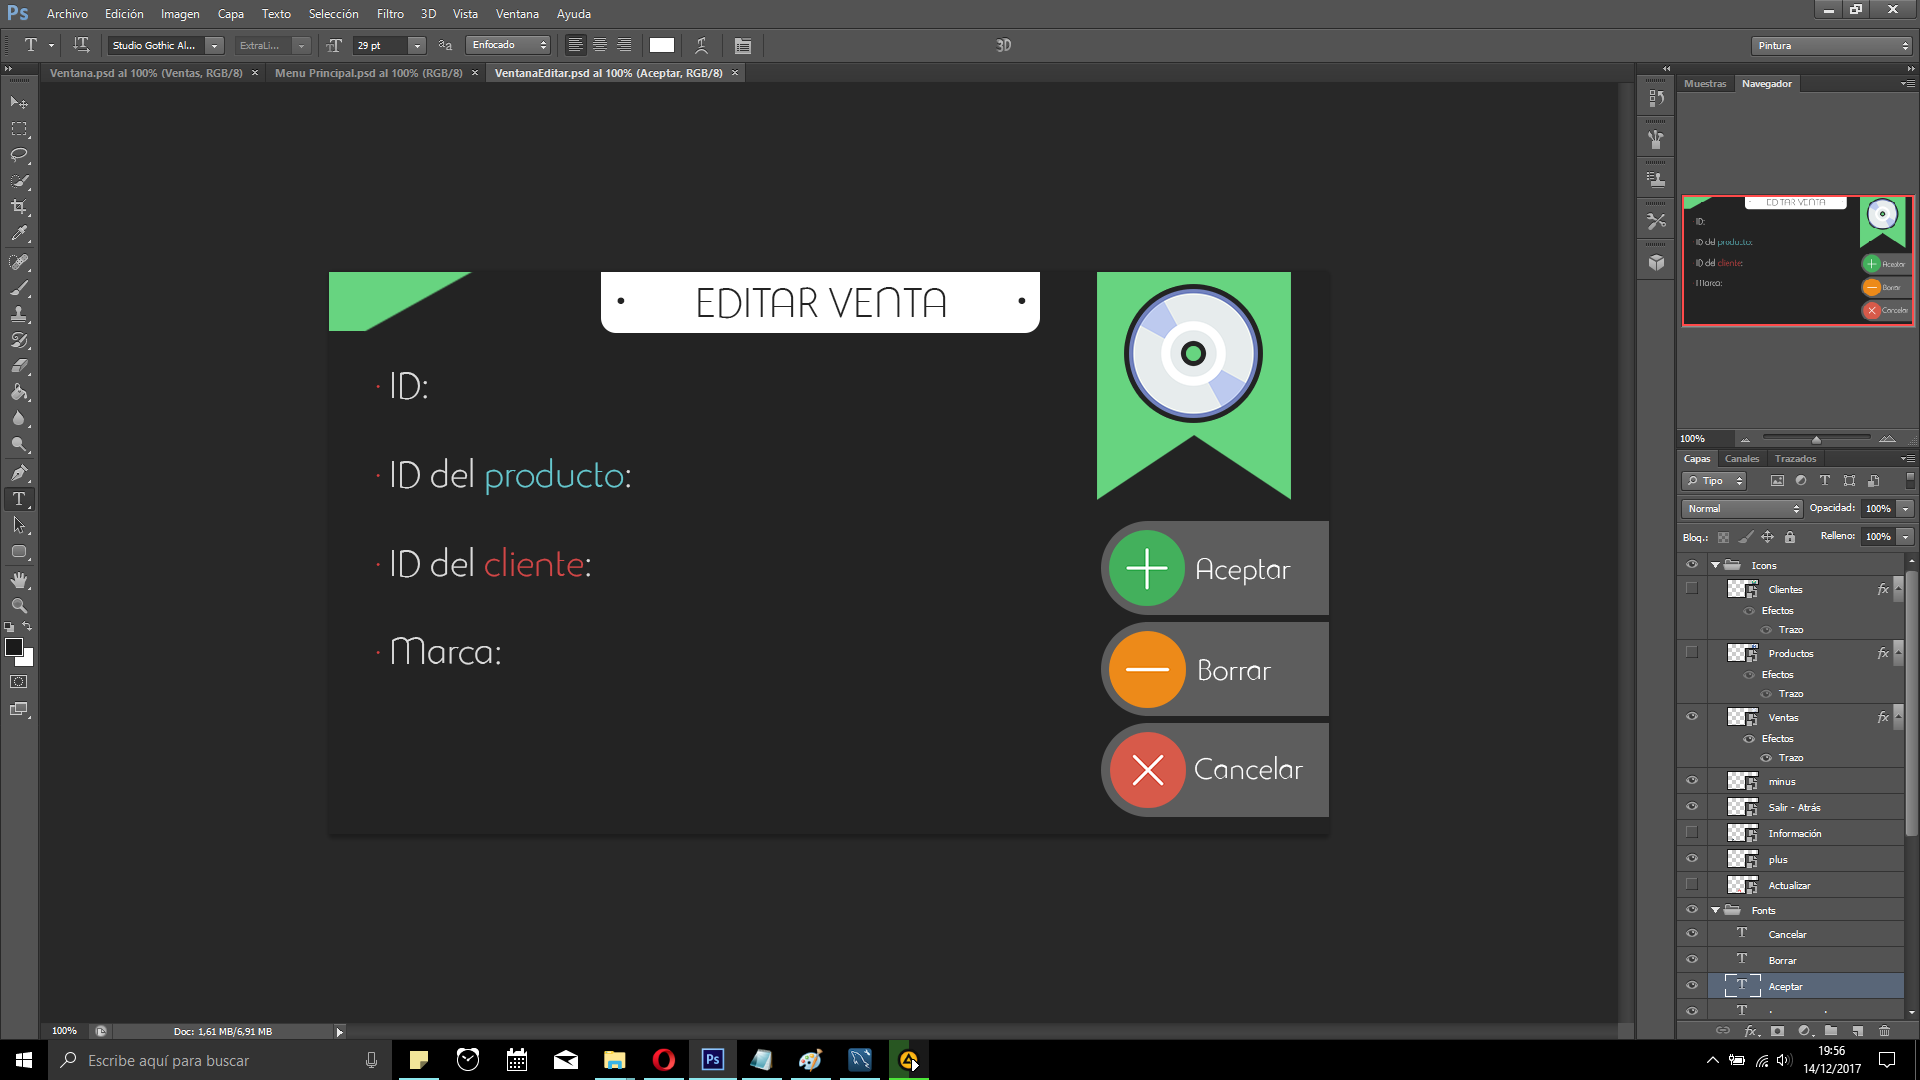 Ps Archivo Edición Imagen Capa Texto Selección Filtro 3D Vista Ventana Ayuda
T Studio Gothic Al... ExtraLi... 29 pt aa Enfocado 3D Pintura
Ventana.psd al 100% (Ventas, RGB/8) × Menu Principal.psd al 100% (RGB/8) × VentanaEditar.psd al 100% (Aceptar, RGB/8) ×
Muestras Navegador
EDITAR VENTA
· ID:
· ID del producto:
· ID del cliente:
· Marca:
Aceptar
Borrar
Cancelar
EDITAR VENTA
ID:
ID del producto:
ID del cliente:
Marca:
Aceptar
Borrar
Cancelar
100%
Capas Canales Trazados
Tipo
Normal Opacidad: 100%
Bloq.: Relleno: 100%
Icons
Clientes fx
Efectos
Trazo
Productos fx
Efectos
Trazo
Ventas fx
Efectos
Trazo
minus
Salir - Atrás
Información
plus
Actualizar
Fonts
T Cancelar
T Borrar
T Aceptar
T . .
fx
100% Doc: 1,61 MB/6,91 MB
Escribe aquí para buscar
Ps
19:56
14/12/2017